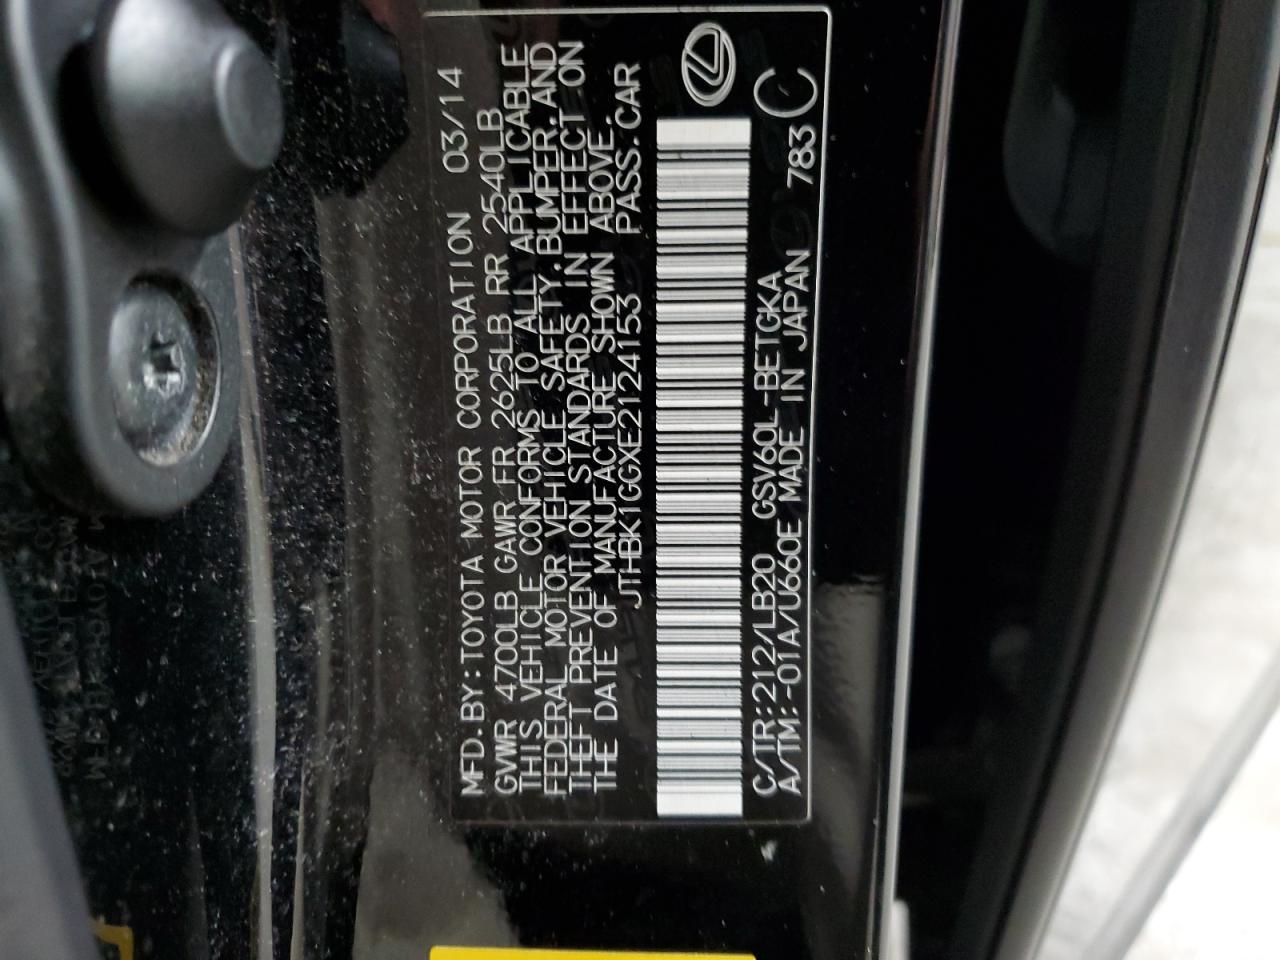 MFD.BY:TOYOTA MOTOR CORPORATION 03/14
GVWR 4700LB GAWR FR 2625LB RR 2540LB
THIS VEHICLE CONFORMS TO ALL APPLICABLE
FEDERAL MOTOR VEHICLE SAFETY,BUMPER,AND
THEFT PREVENTION STANDARDS IN EFFECT ON
THE DATE OF MANUFACTURE SHOWN ABOVE.
JTHBK1GGXE2124153 PASS.CAR
C/TR:212/LB20 GSV60L-BETGKA
A/TM:-01A/U660E MADE IN JAPAN 783 C